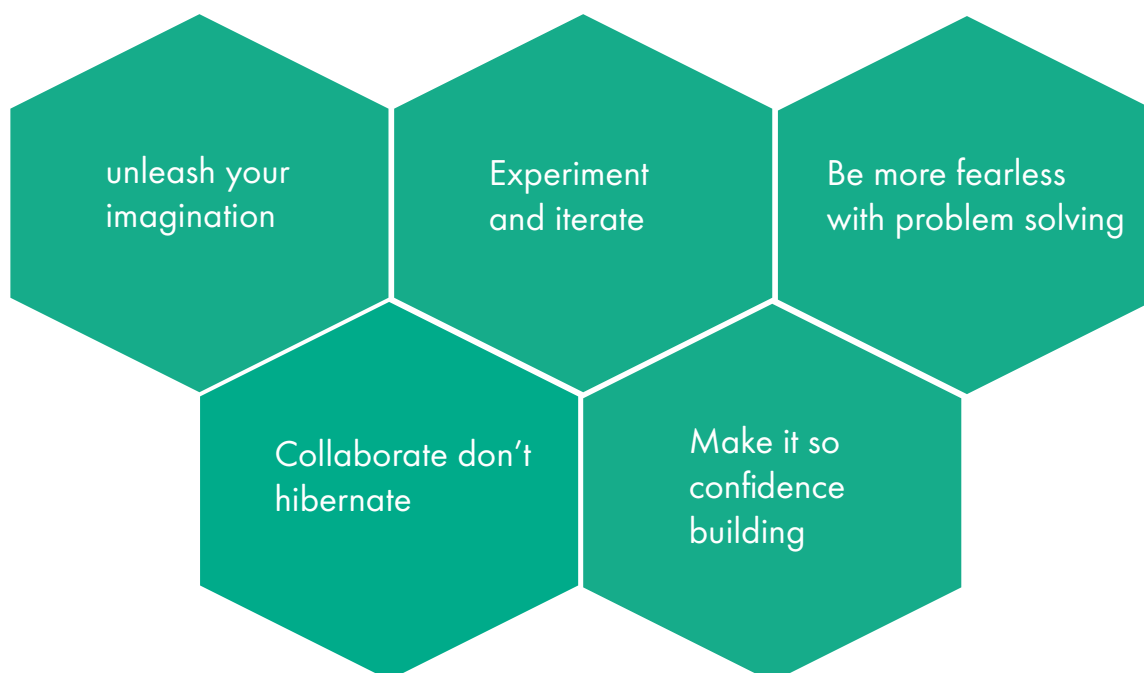 unleash your
imagination
Experiment
and iterate
Be more fearless
with problem solving
Collaborate don’t
hibernate
Make it so
confidence
building